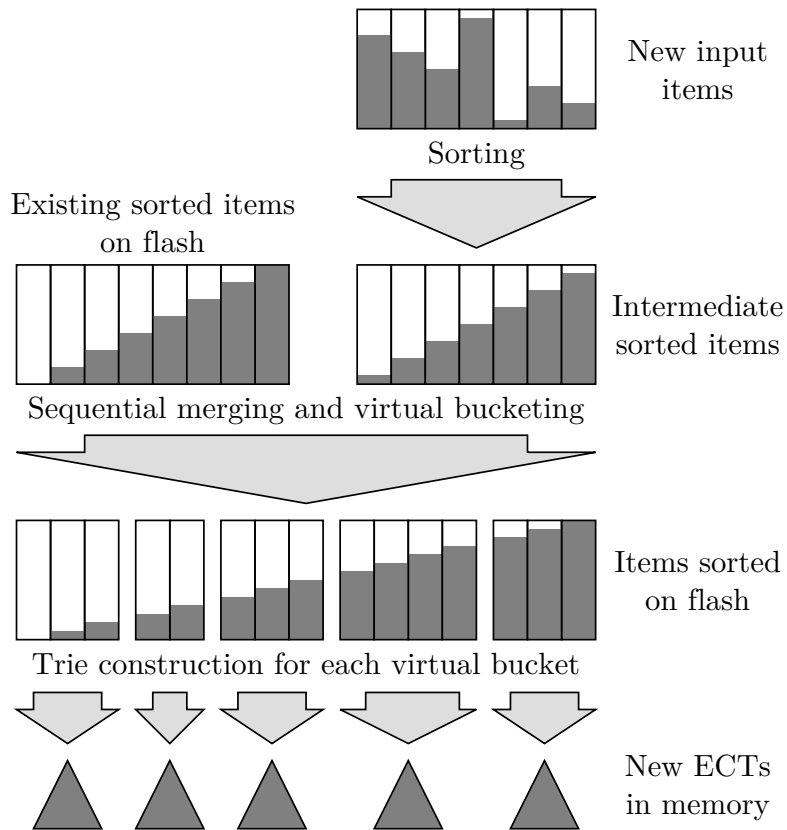 New input
items
Sorting
Existing sorted items
on flash
Intermediate
sorted items
Sequential merging and virtual bucketing
Items sorted
on flash
Trie construction for each virtual bucket
New ECTs
in memory